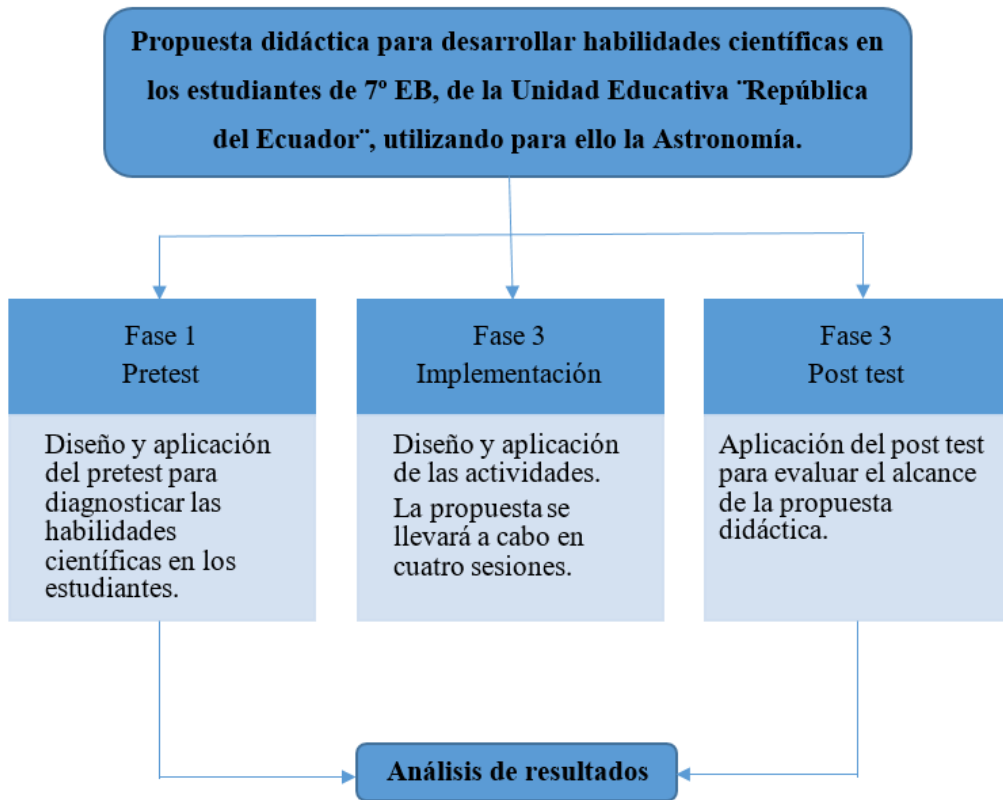 Propuesta didáctica para desarrollar habilidades científicas en
los estudiantes de 7º EB, de la Unidad Educativa ¨República
del Ecuador¨, utilizando para ello la Astronomía.
Fase 1
Pretest
Diseño y aplicación
del pretest para
diagnosticar las
habilidades
científicas en los
estudiantes.
Fase 3
Implementación
Diseño y aplicación
de las actividades.
La propuesta se
llevará a cabo en
cuatro sesiones.
Fase 3
Post test
Aplicación del post test
para evaluar el alcance
de la propuesta
didáctica.
Análisis de resultados